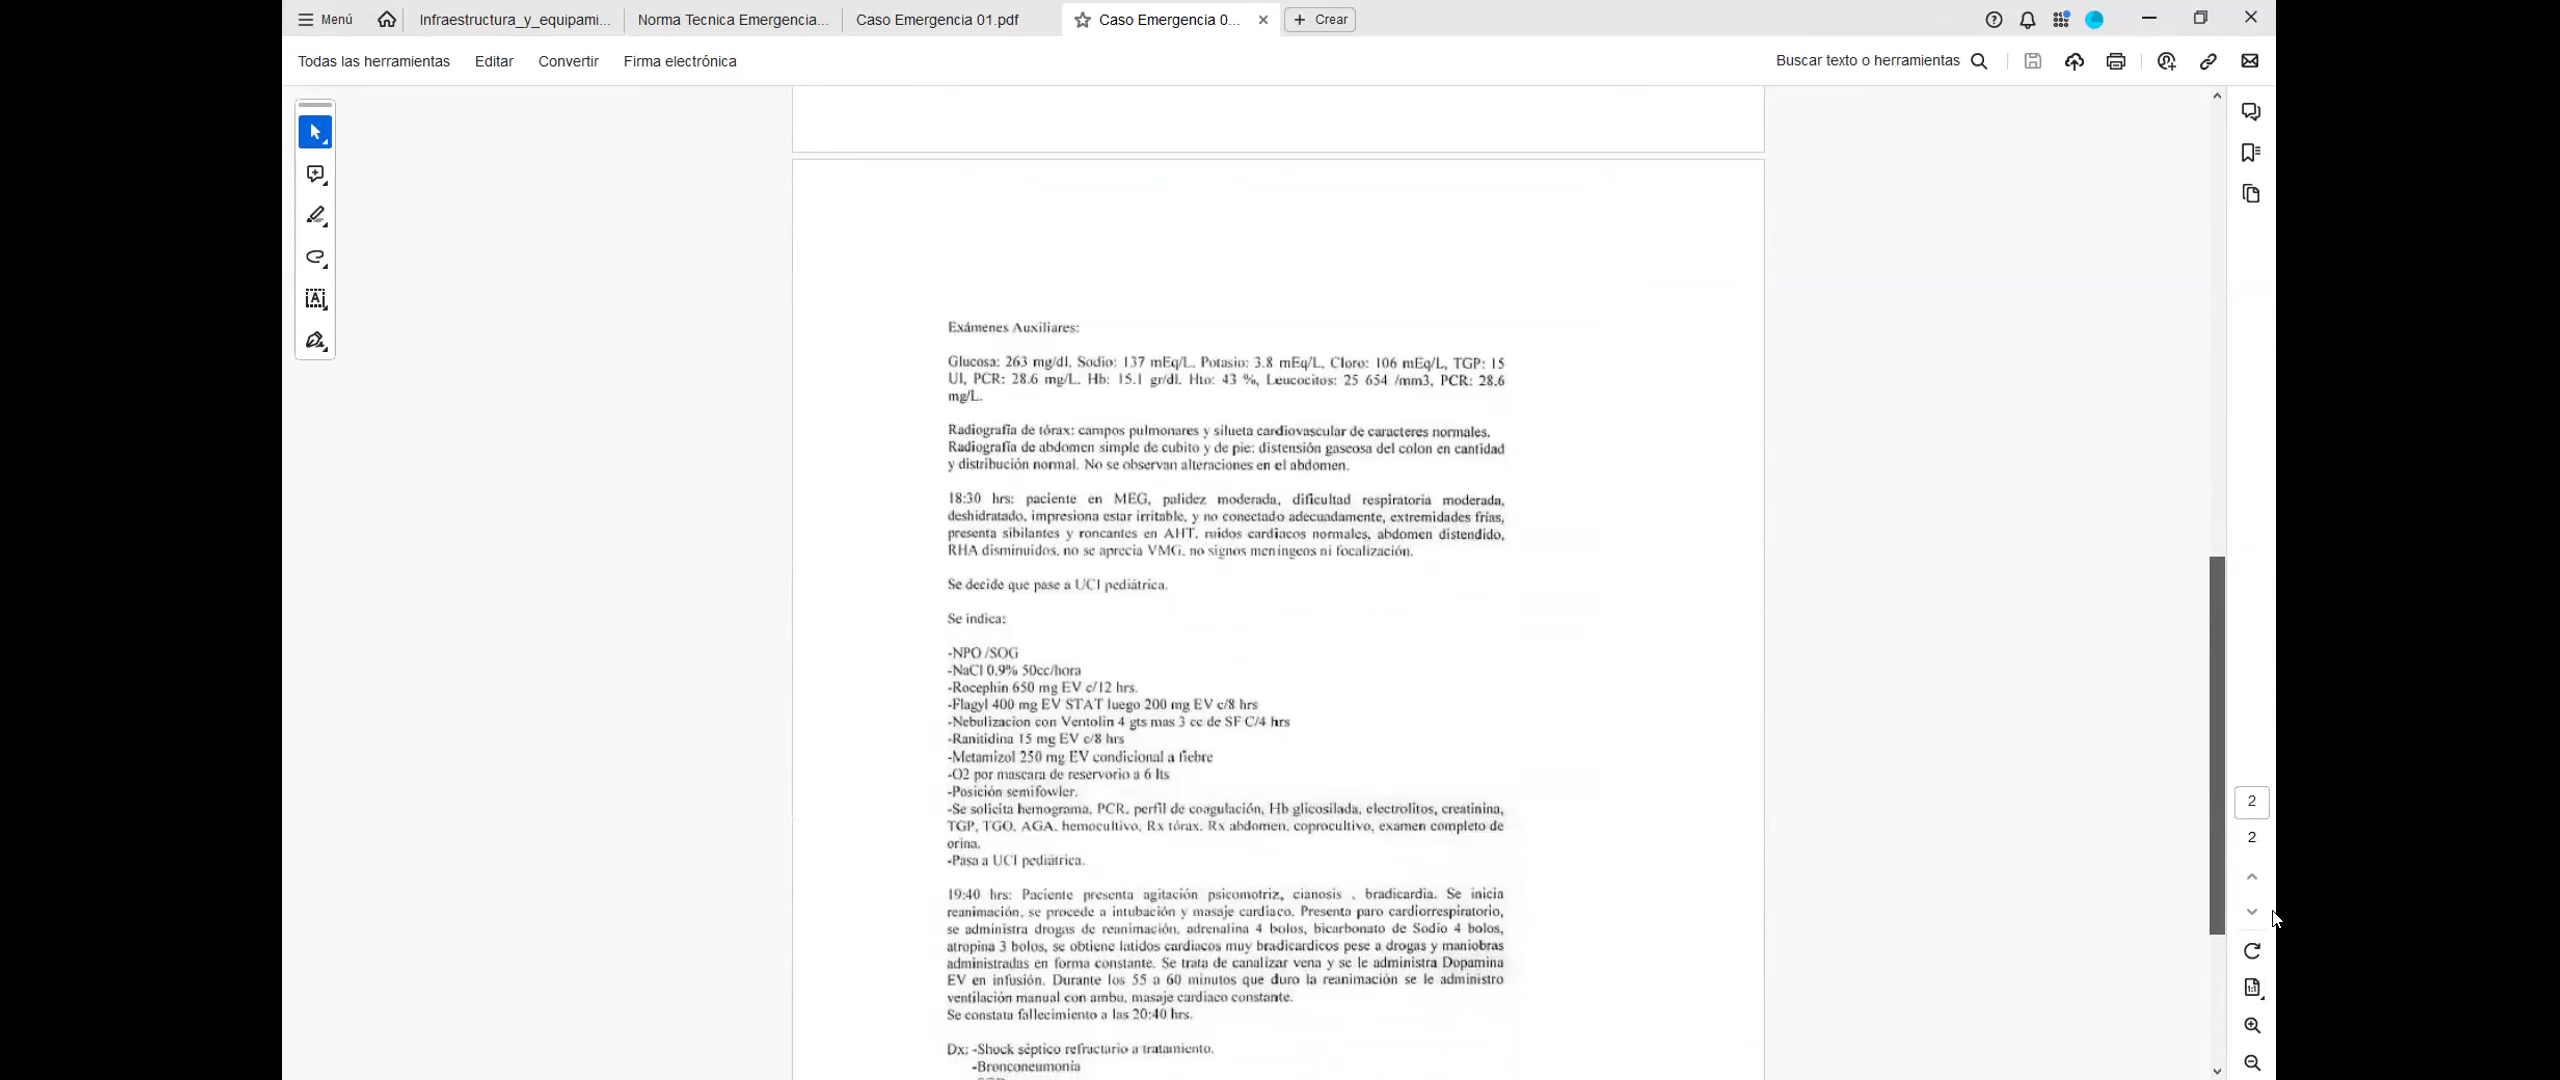 Menú
Infraestructura_y_equipami...
Norma Tecnica Emergencia...
Caso Emergencia 01.pdf
Caso Emergencia 0...
Crear
Todas las herramientas
Editar
Convertir
Firma electrónica
Buscar texto o herramientas
Exámenes Auxiliares:
Glucosa: 263 mg/dl, Sodio: 137 mEq/L. Potasio: 3.8 mEq/L, Cloro: 106 mEq/L, TGP: 15
UI, PCR: 28.6 mg/L. Hb: 15.1 gr/dl. Hto: 43 %, Leucocitos: 25 654 /mm3, PCR: 28.6
mg/L.
Radiografía de tórax: campos pulmonares y silueta cardiovascular de caracteres normales.
Radiografía de abdomen simple de cubito y de pie: distensión gaseosa del colon en cantidad
y distribución normal. No se observan alteraciones en el abdomen.
18:30 hrs: paciente en MEG, palidez moderada, dificultad respiratoria moderada,
deshidratado, impresiona estar irritable, y no conectado adecuadamente, extremidades frías,
presenta sibilantes y roncantes en AHT. ruidos cardiacos normales, abdomen distendido,
RHA disminuidos, no se aprecia VMG. no signos meníngeos ni focalización.
Se decide que pase a UCI pediátrica.
Se indica:
-NPO /SOG
-NaCl 0.9% 50cc/hora
-Rocephin 650 mg EV c/12 hrs.
-Flagyl 400 mg EV STAT luego 200 mg EV c/8 hrs
-Nebulizacion con Ventolin 4 gts mas 3 cc de SF C/4 hrs
-Ranitidina 15 mg EV c/8 hrs
-Metamizol 250 mg EV condicional a fiebre
-O2 por mascara de reservorio a 6 lts
-Posición semifowler.
-Se solicita hemograma, PCR. perfil de coagulación, Hb glicosilada, electrolitos, creatinina,
TGP, TGO. AGA. hemocultivo, Rx tórax. Rx abdomen. coprocultivo, examen completo de
orina.
-Pasa a UCI pediátrica.
19:40 hrs: Paciente presenta agitación psicomotriz, cianosis . bradicardia. Se inicia
reanimación, se procede a intubación y masaje cardiaco. Presenta paro cardiorrespiratorio,
se administra drogas de reanimación, adrenalina 4 bolos, bicarbonato de Sodio 4 bolos,
atropina 3 bolos, se obtiene latidos cardiacos muy bradicardicos pese a drogas y maniobras
administradas en forma constante. Se trata de canalizar vena y se le administra Dopamina
EV en infusión. Durante los 55 a 60 minutos que duro la reanimación se le administro
ventilación manual con ambu, masaje cardiaco constante.
Se constata fallecimiento a las 20:40 hrs.
Dx: -Shock séptico refractario a tratamiento.
-Bronconeumonía
2
2